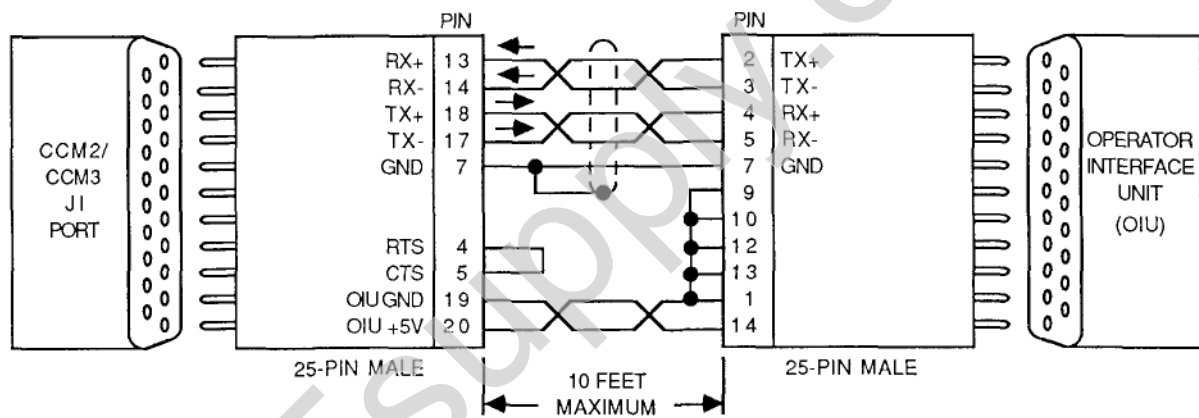 PIN
PIN
CCM2/
CCM3
J1
PORT
RX+ 13
RX- 14
TX+ 18
TX- 17
GND 7
RTS 4
CTS 5
OIU GND 19
OIU +5V 20
2 TX+
3 TX-
4 RX+
5 RX-
7 GND
9
10
12
13
1
14
OPERATOR
INTERFACE
UNIT
(OIU)
25-PIN MALE
10 FEET
MAXIMUM
25-PIN MALE